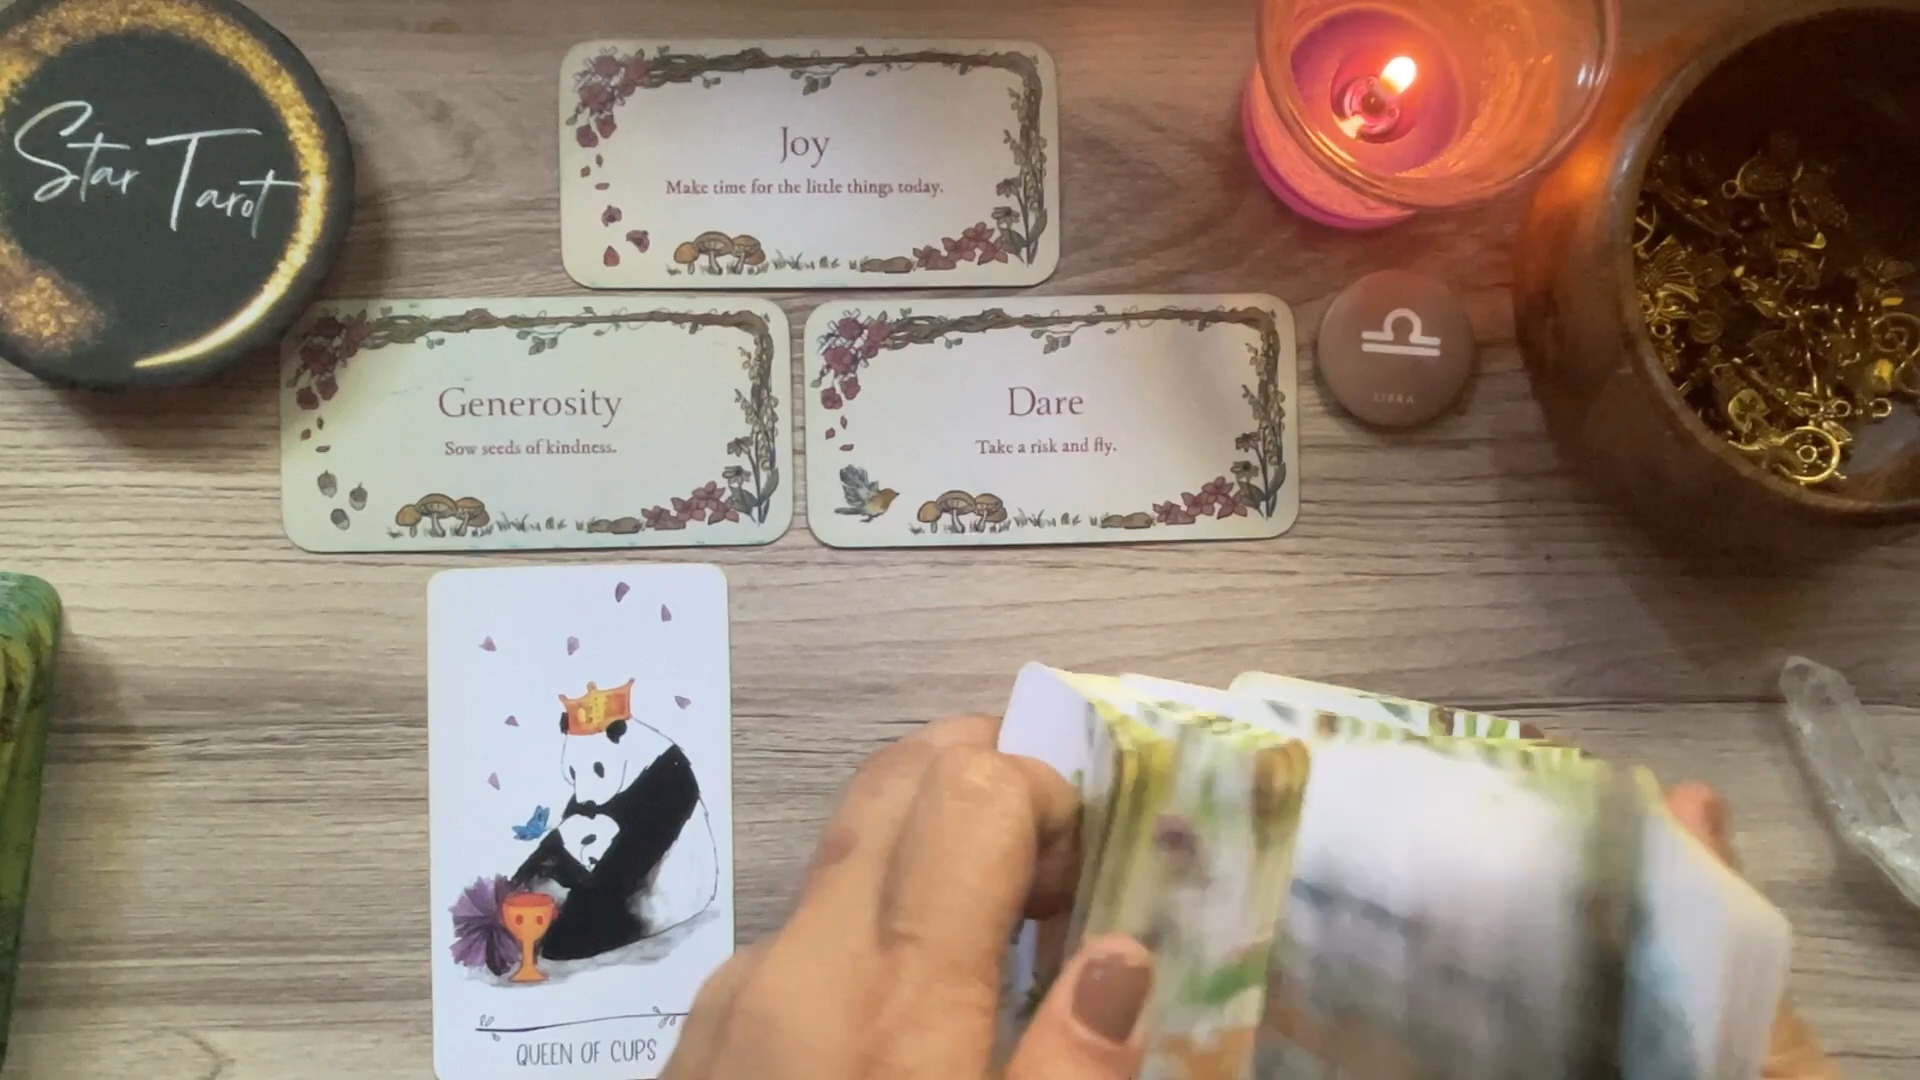 Star Tarot
Joy
Make time for the little things today.
Generosity
Sow seeds of kindness.
Dare
Take a risk and fly.
LIBRA
QUEEN OF CUPS